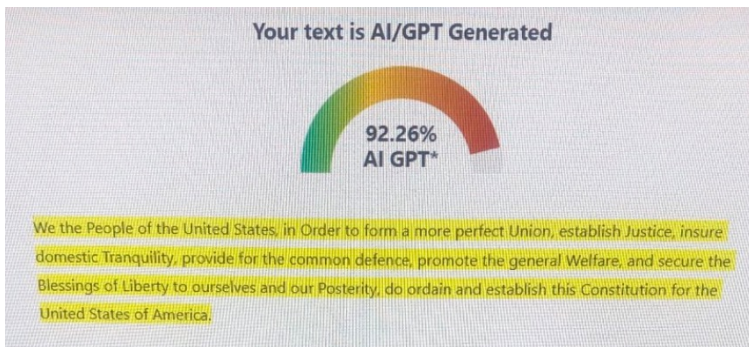 Your text is AI/GPT Generated
92.26%
AI GPT*
We the People of the United States, in Order to form a more perfect Union, establish Justice, insure
domestic Tranquility, provide for the common defence, promote the general Welfare, and secure the
Blessings of Liberty to ourselves and our Posterity, do ordain and establish this Constitution for the
United States of America.